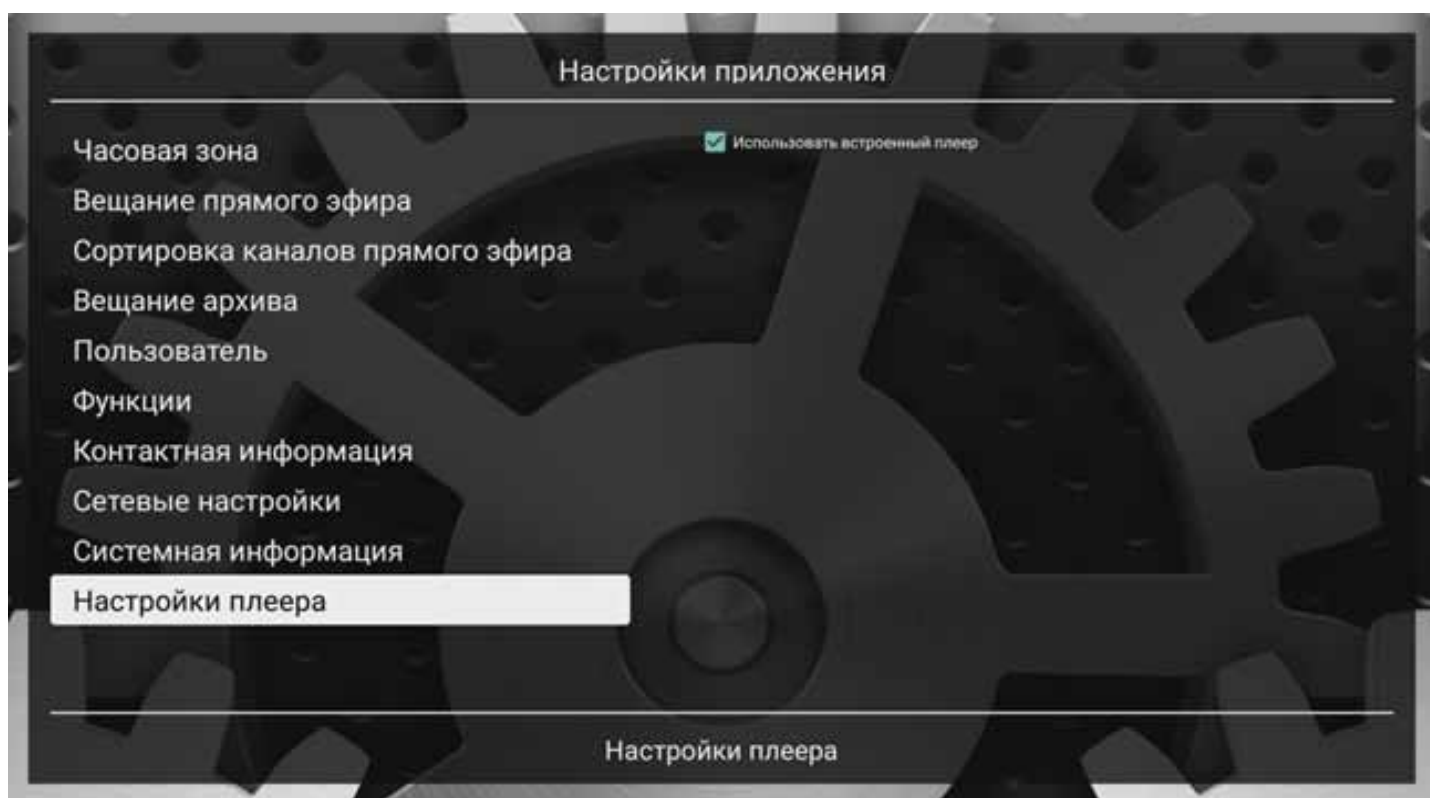 Настройки приложения
Часовая зона
Использовать встроенный плеер
Вещание прямого эфира
Сортировка каналов прямого эфира
Вещание архива
Пользователь
Функции
Контактная информация
Сетевые настройки
Системная информация
Настройки плеера
Настройки плеера